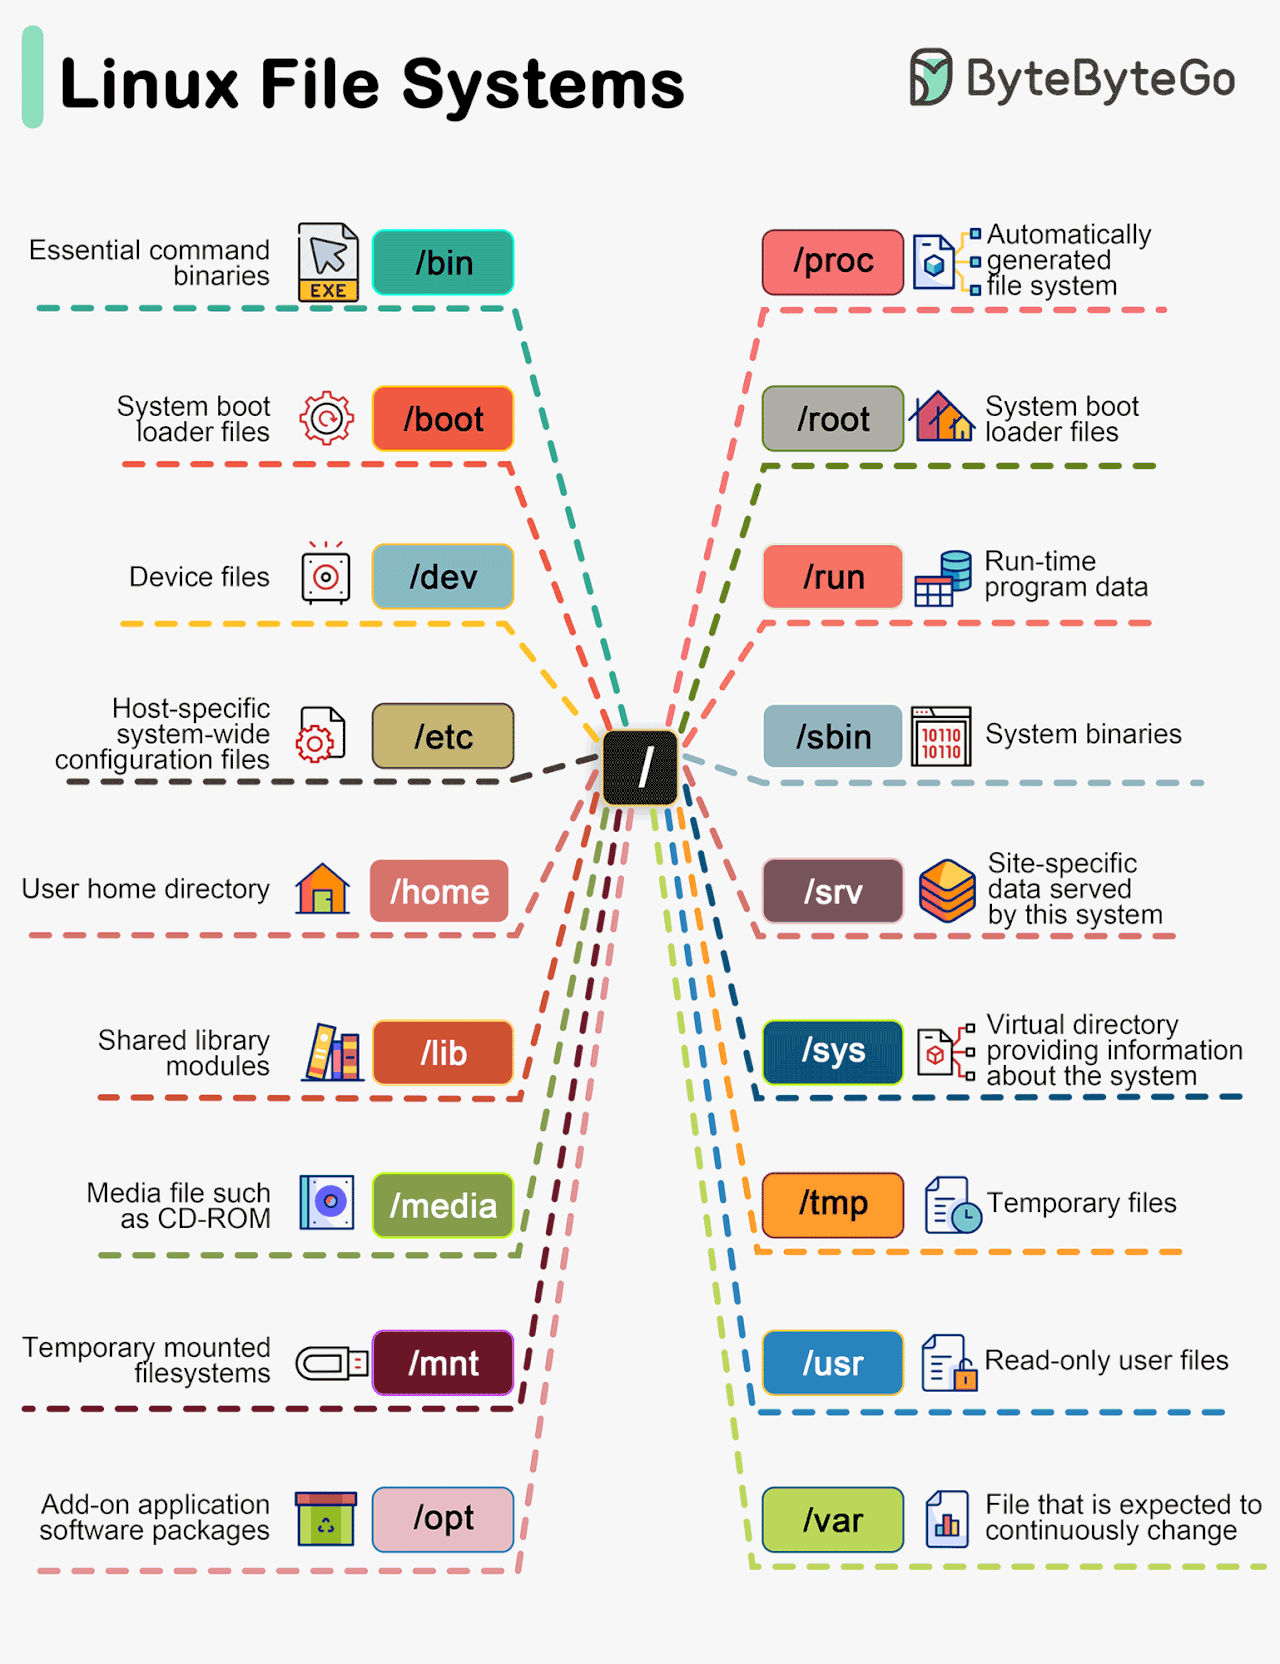 Linux File Systems
ByteByteGo
Essential command
binaries
EXE
/bin
System boot
loader files
/boot
Device files
/dev
Host-specific
system-wide
configuration files
/etc
User home directory
/home
Shared library
modules
/lib
Media file such
as CD-ROM
/media
Temporary mounted
filesystems
/mnt
Add-on application
software packages
/opt
/
/proc
Automatically
generated
file system
/root
System boot
loader files
/run
Run-time
program data
/sbin
10110
10110
System binaries
/srv
Site-specific
data served
by this system
/sys
Virtual directory
providing information
about the system
/tmp
Temporary files
/usr
Read-only user files
/var
File that is expected to
continuously change